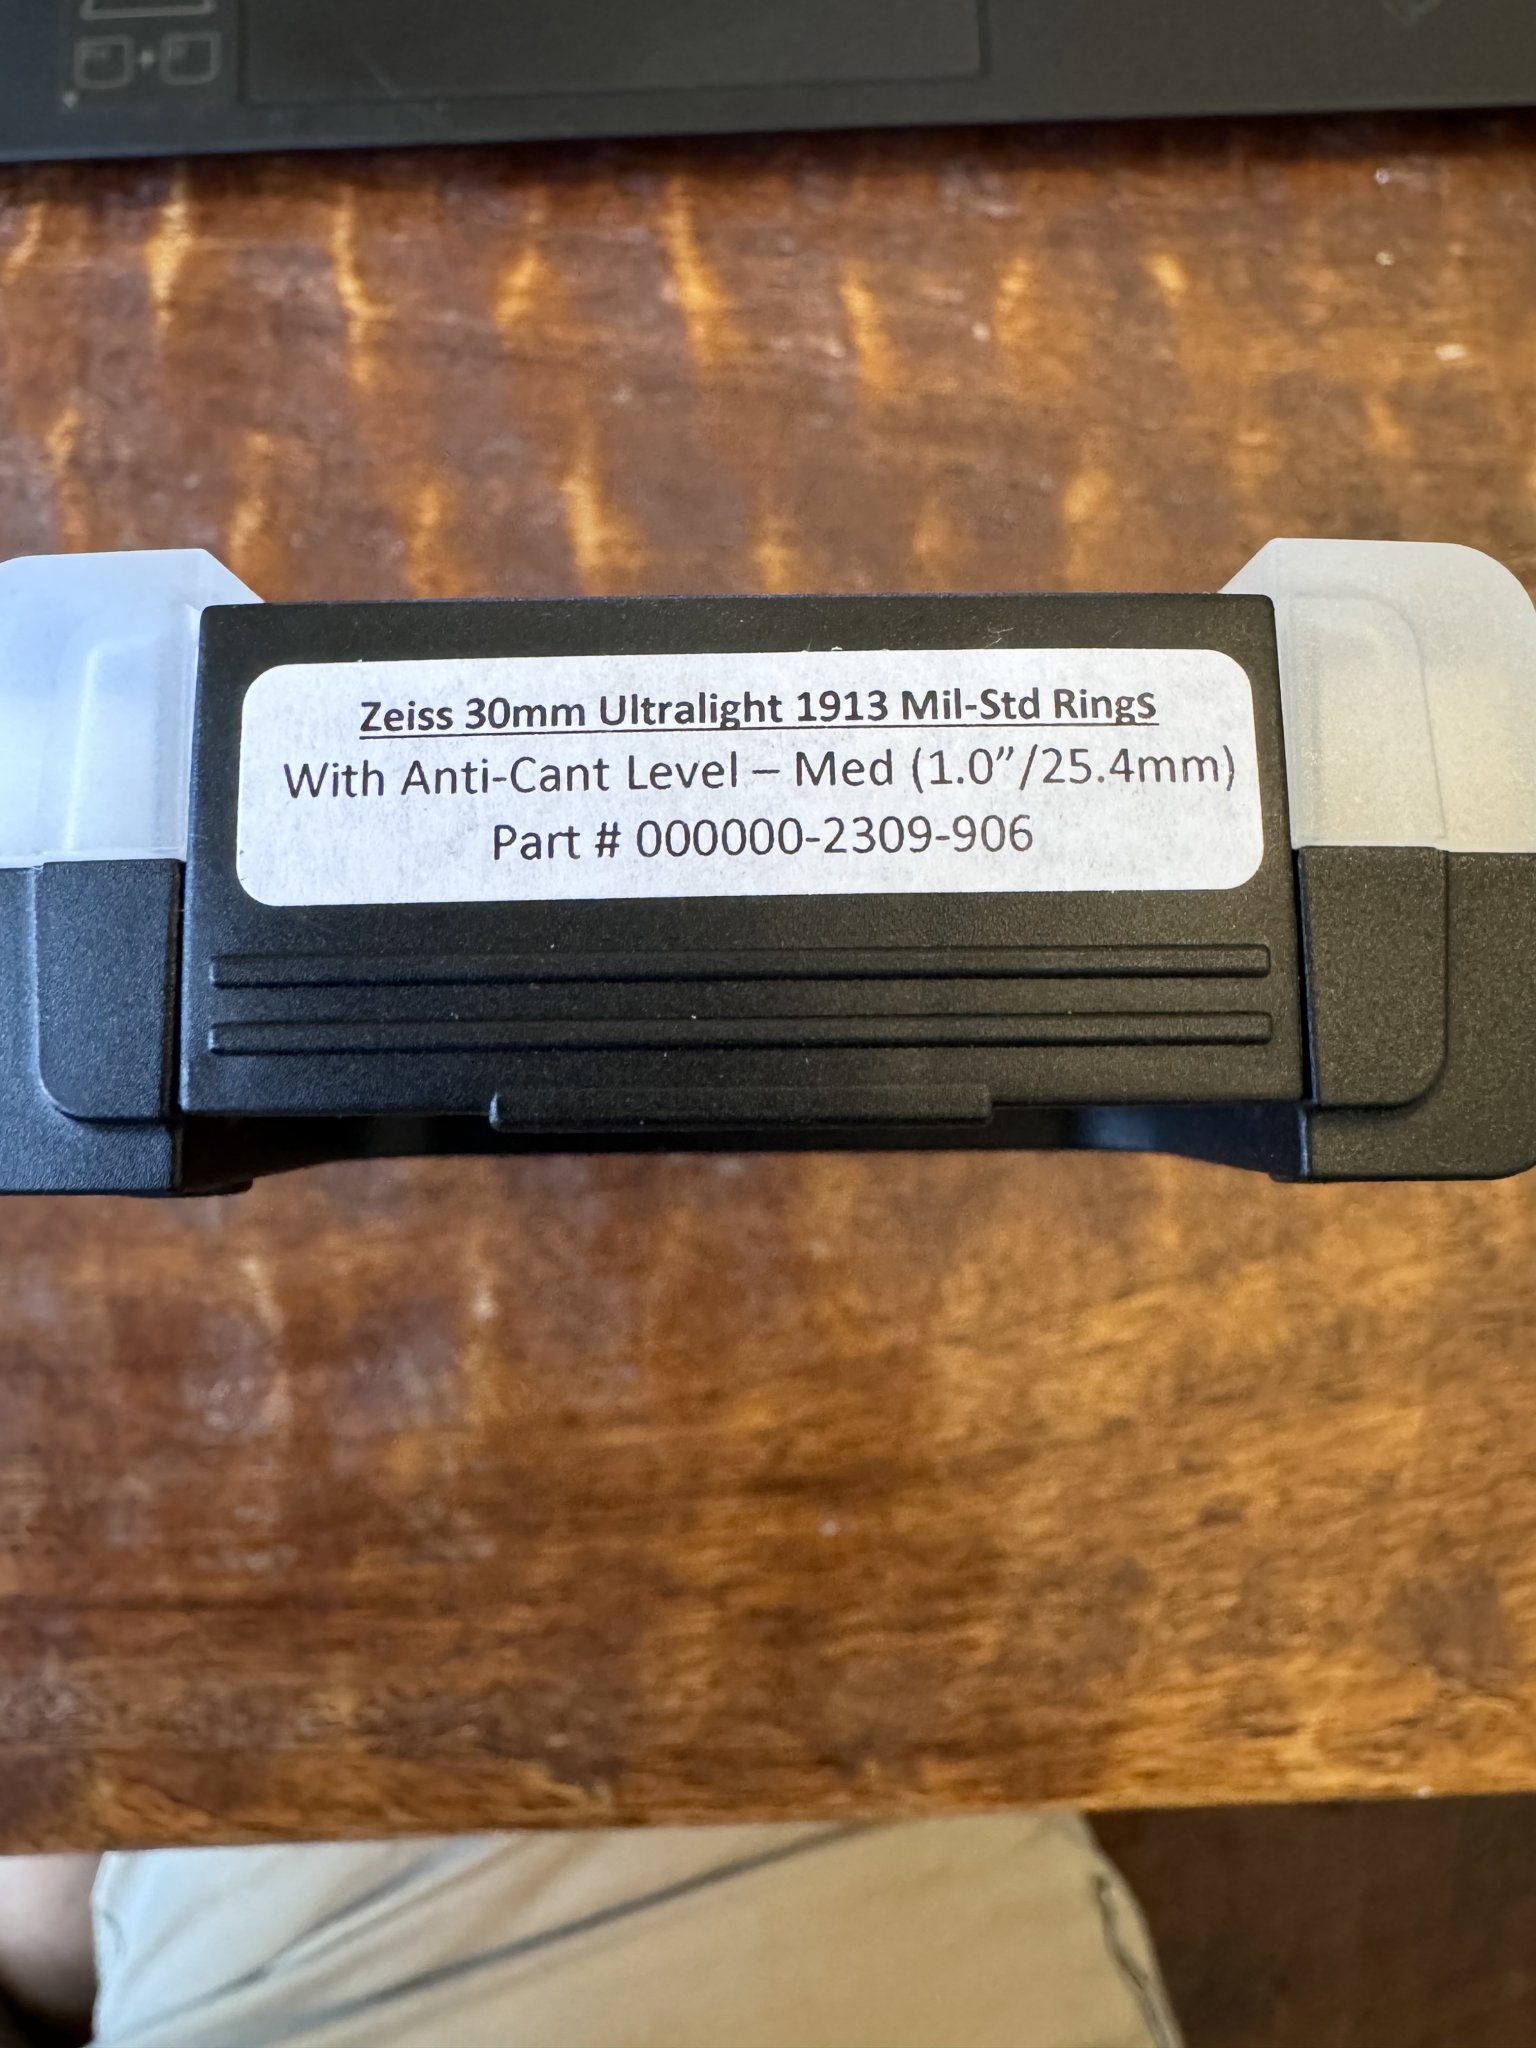 Zeiss 30mm Ultralight 1913 Mil-Std Rings
With Anti-Cant Level – Med (1.0”/25.4mm)
Part # 000000-2309-906